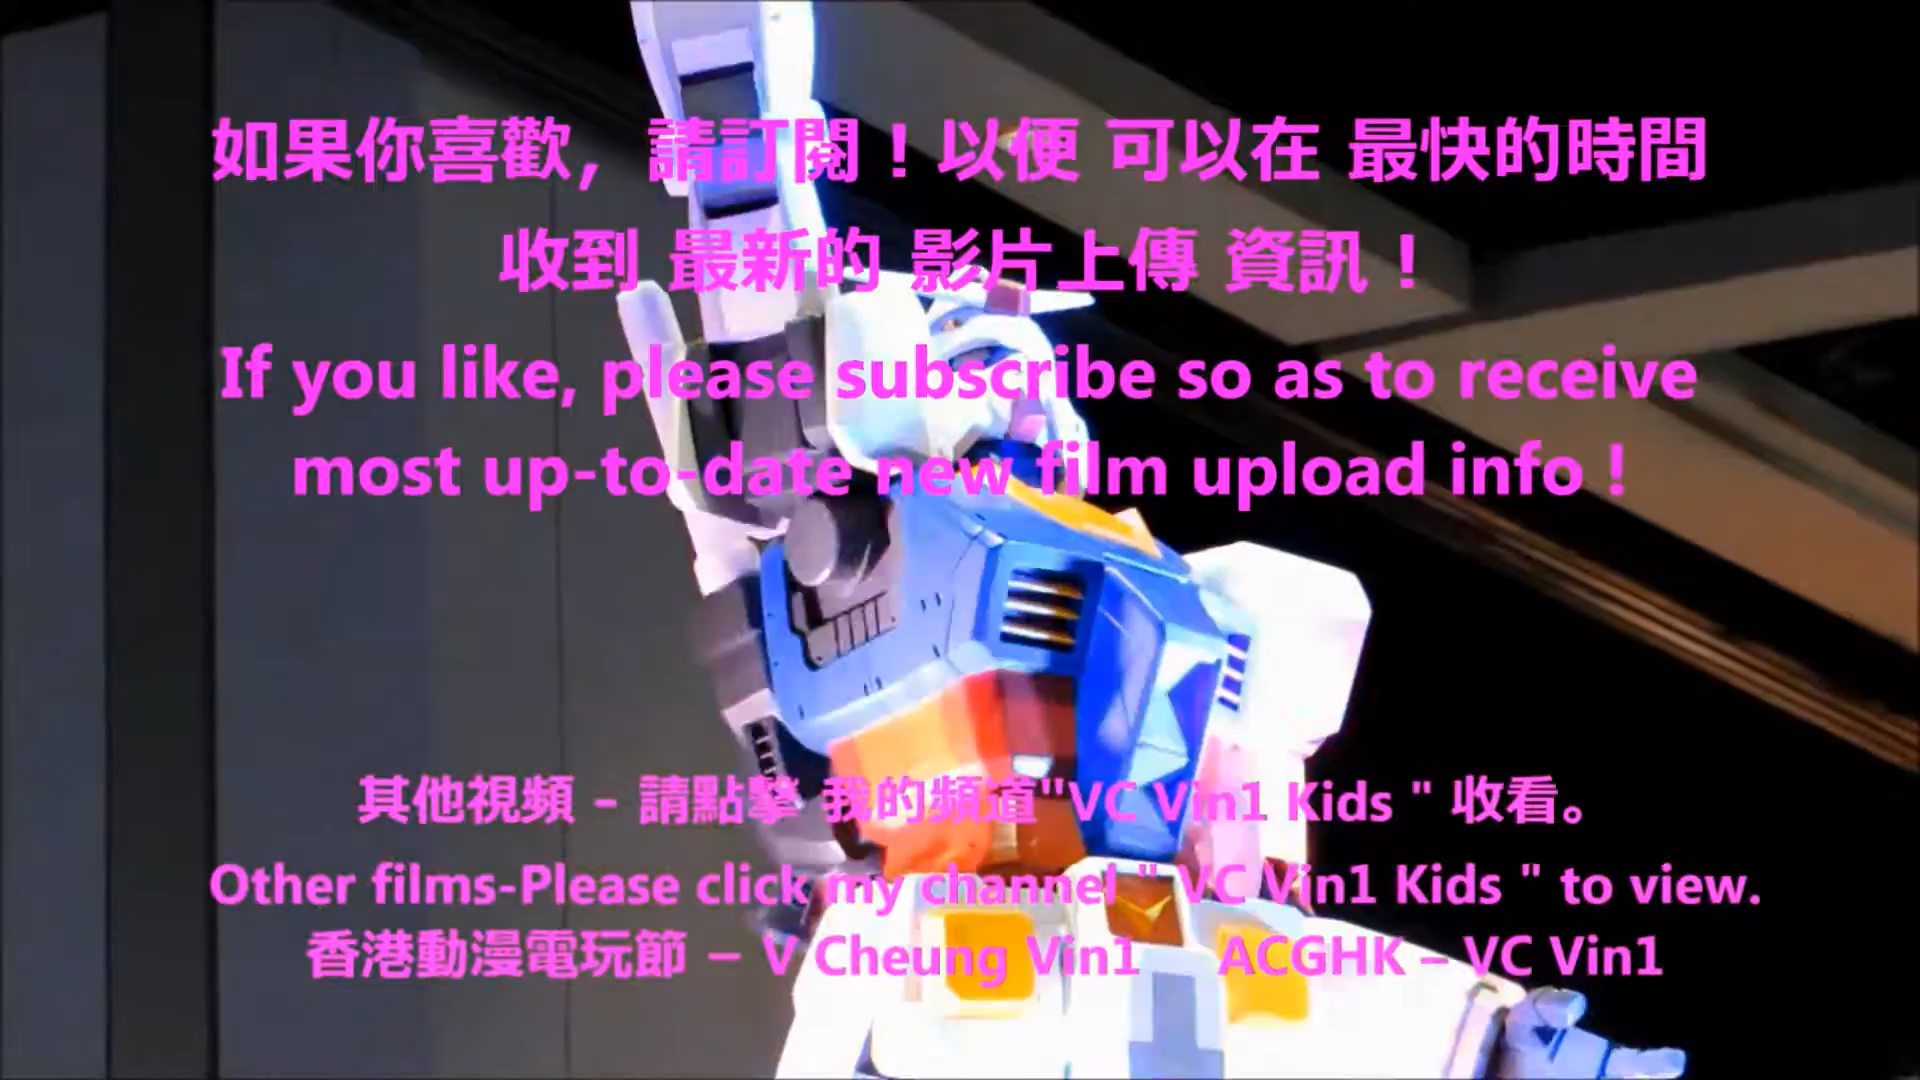 如果你喜歡，請訂閱！以便 可以在 最快的時間
收到 最新的 影片上傳 資訊！
If you like, please subscribe so as to receive
most up-to-date new film upload info !
其他視頻 – 請點擊 我的頻道"VC Vin1 Kids " 收看。
Other films-Please click my channel " VC Vin1 Kids " to view.
香港動漫電玩節 – V Cheung Vin1 ACGHK – VC Vin1